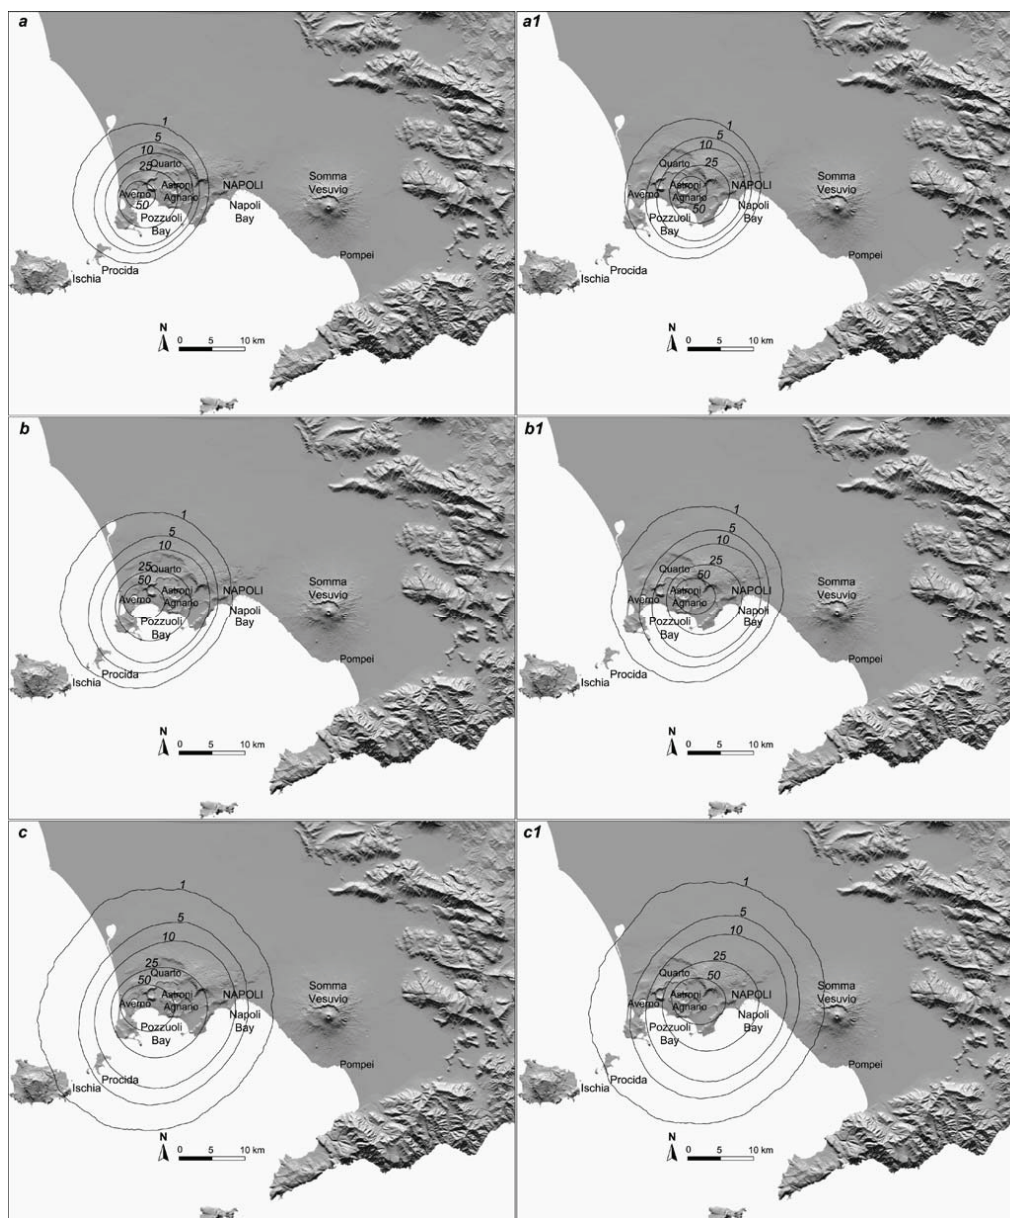 a
1
5
10
25
Quarto
Averno
Astroni
Agnano
50
NAPOLI
Napoli
Bay
Pozzuoli
Bay
Somma
Vesuvio
Pompei
Procida
Ischia
N
0 5 10 km
a1
1
5
10
25
Quarto
Averno
Astroni
Agnano
50
NAPOLI
Napoli
Bay
Pozzuoli
Bay
Somma
Vesuvio
Pompei
Procida
Ischia
N
0 5 10 km
b
1
5
10
25
Quarto
50
Averno
Astroni
Agnano
NAPOLI
Napoli
Bay
Pozzuoli
Bay
Somma
Vesuvio
Pompei
Procida
Ischia
N
0 5 10 km
b1
1
5
10
25
Quarto
50
Averno
Astroni
Agnano
NAPOLI
Napoli
Bay
Pozzuoli
Bay
Somma
Vesuvio
Pompei
Procida
Ischia
N
0 5 10 km
c
1
5
10
25
Quarto
50
Averno
Astroni
Agnano
NAPOLI
Napoli
Bay
Pozzuoli
Bay
Somma
Vesuvio
Pompei
Procida
Ischia
N
0 5 10 km
c1
1
5
10
25
Quarto
50
Averno
Astroni
Agnano
NAPOLI
Napoli
Bay
Pozzuoli
Bay
Somma
Vesuvio
Pompei
Procida
Ischia
N
0 5 10 km